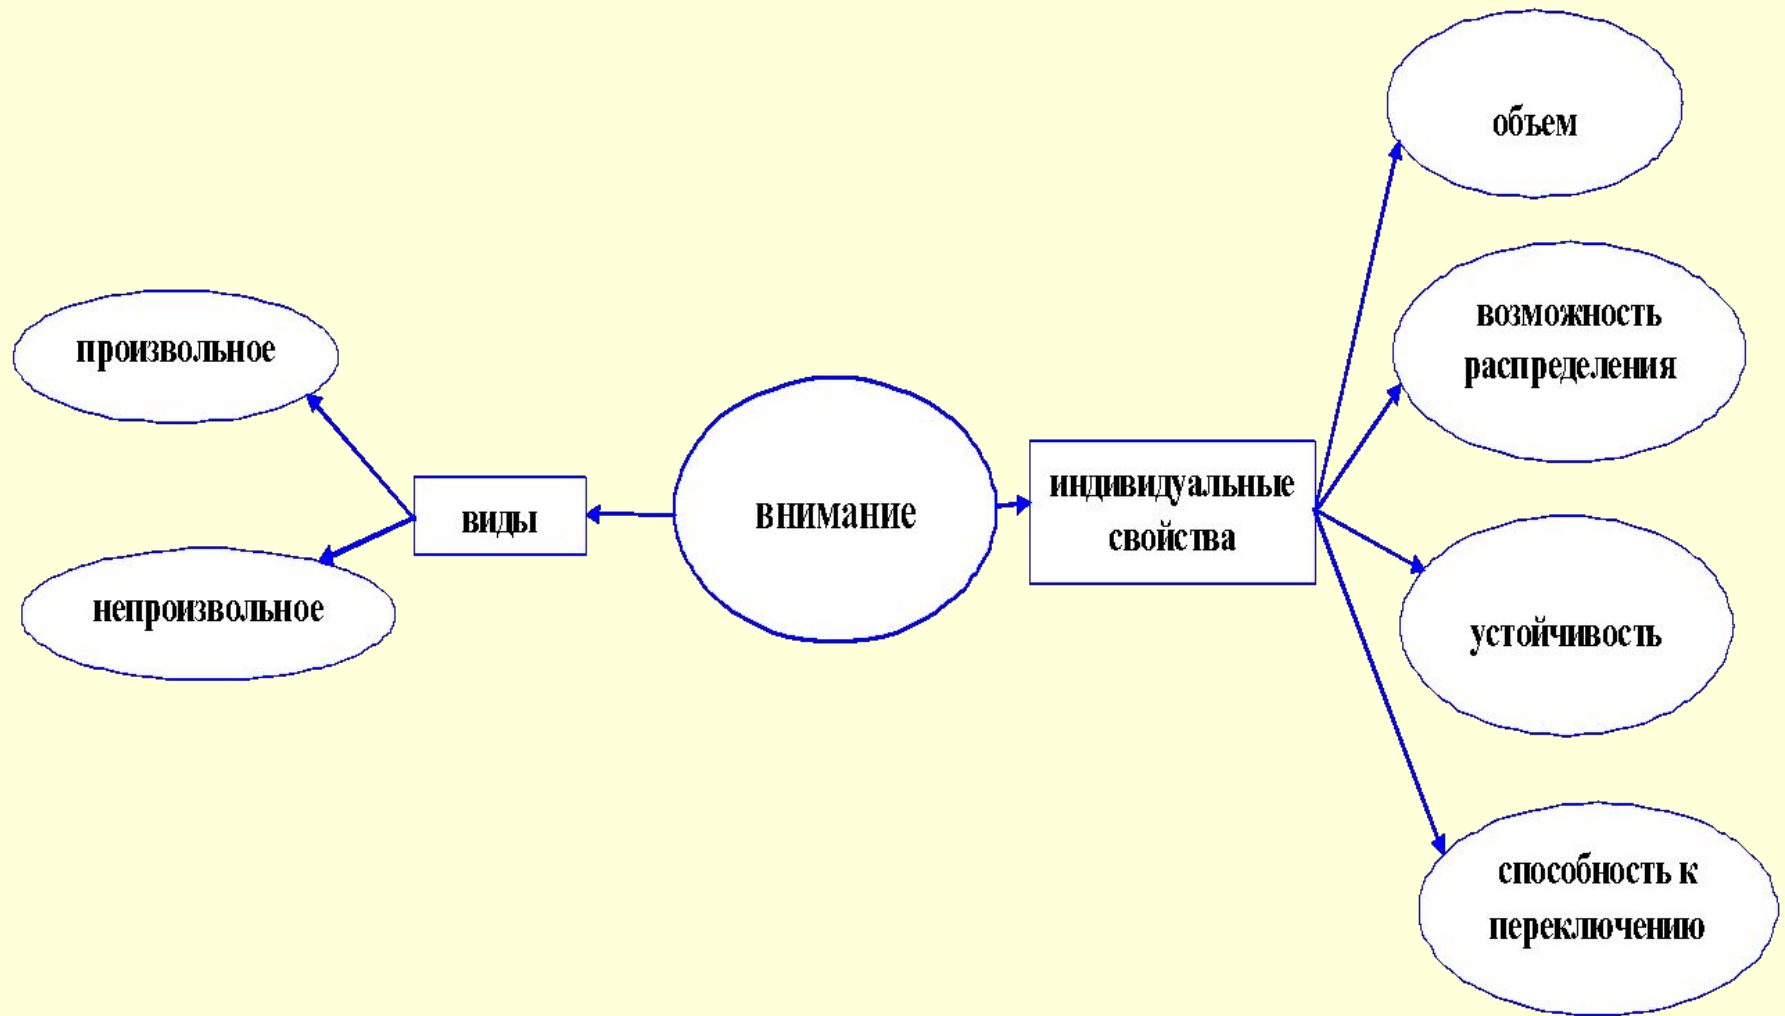 произвольное
непроизвольное
виды
внимание
индивидуальные
свойства
объем
возможность
распределения
устойчивость
способность к
переключению